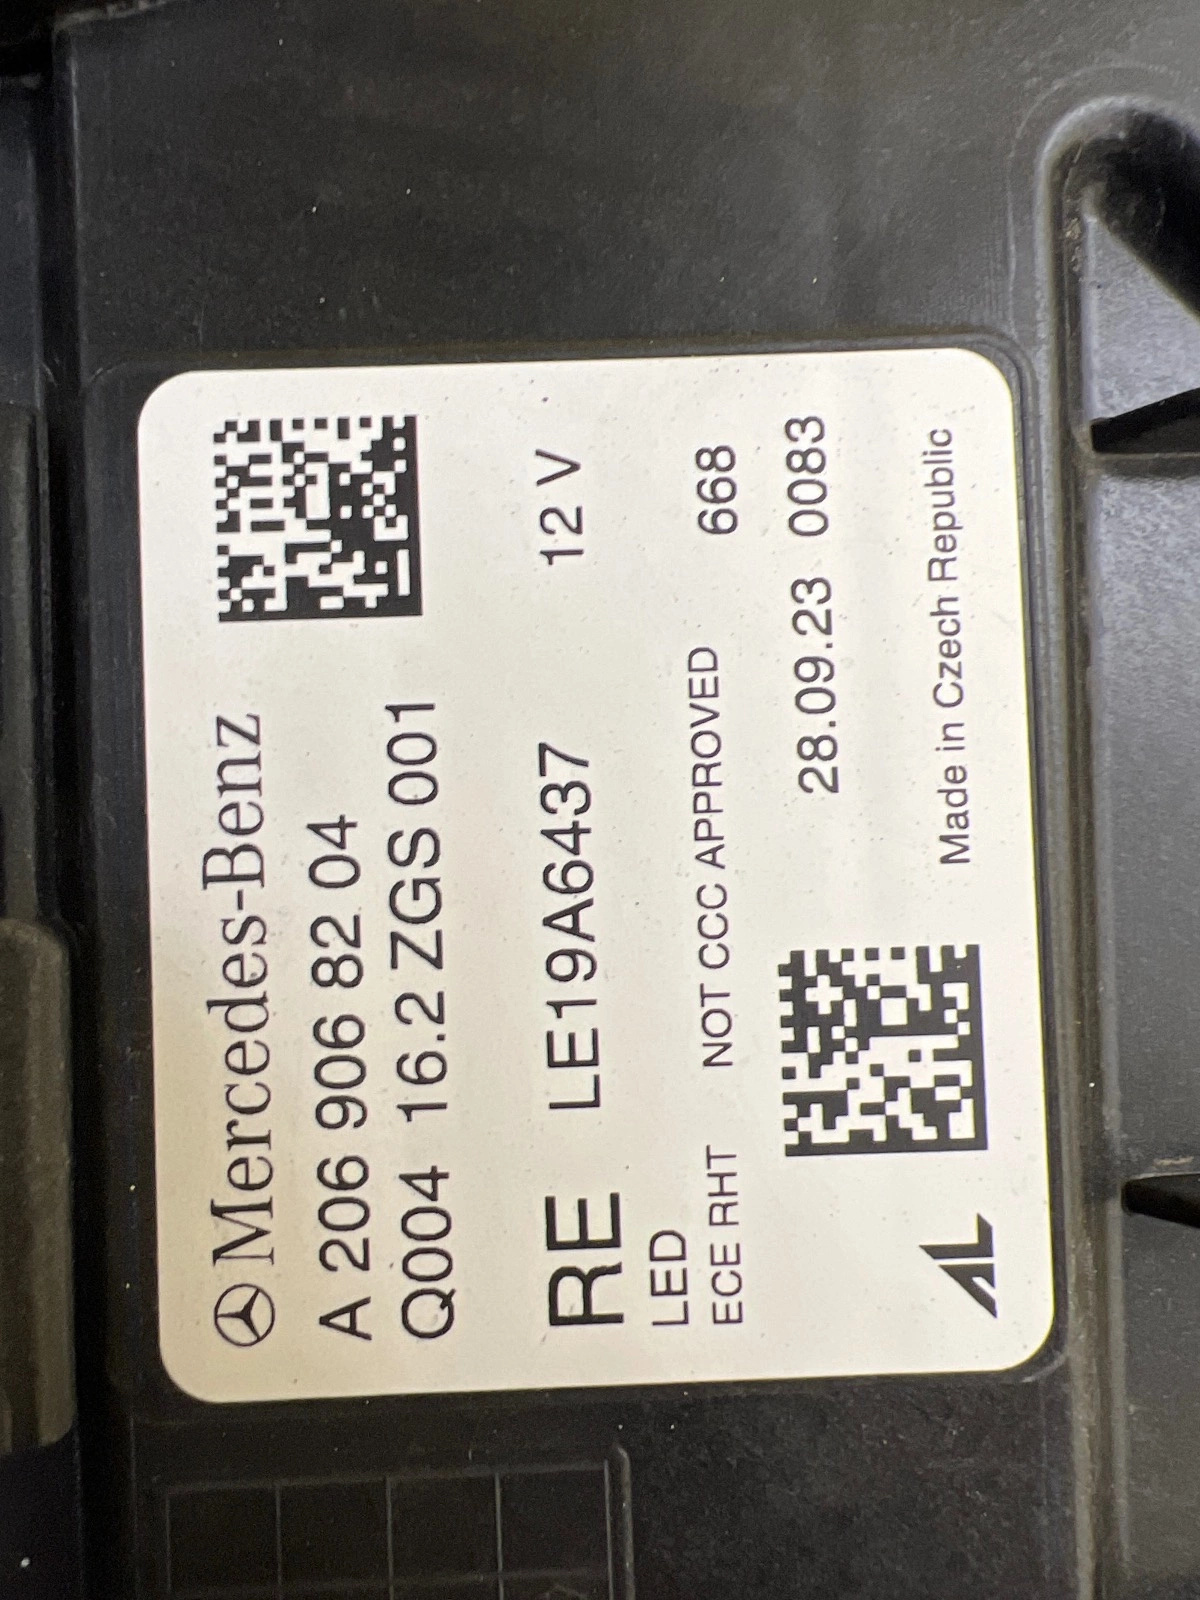 Mercedes-Benz
A 206 906 82 04
Q004 16.2 ZGS 001
RE LE19A6437 12 V
LED
ECE RHT NOT CCC APPROVED 668
28.09.23 0083
Made in Czech Republic
AL